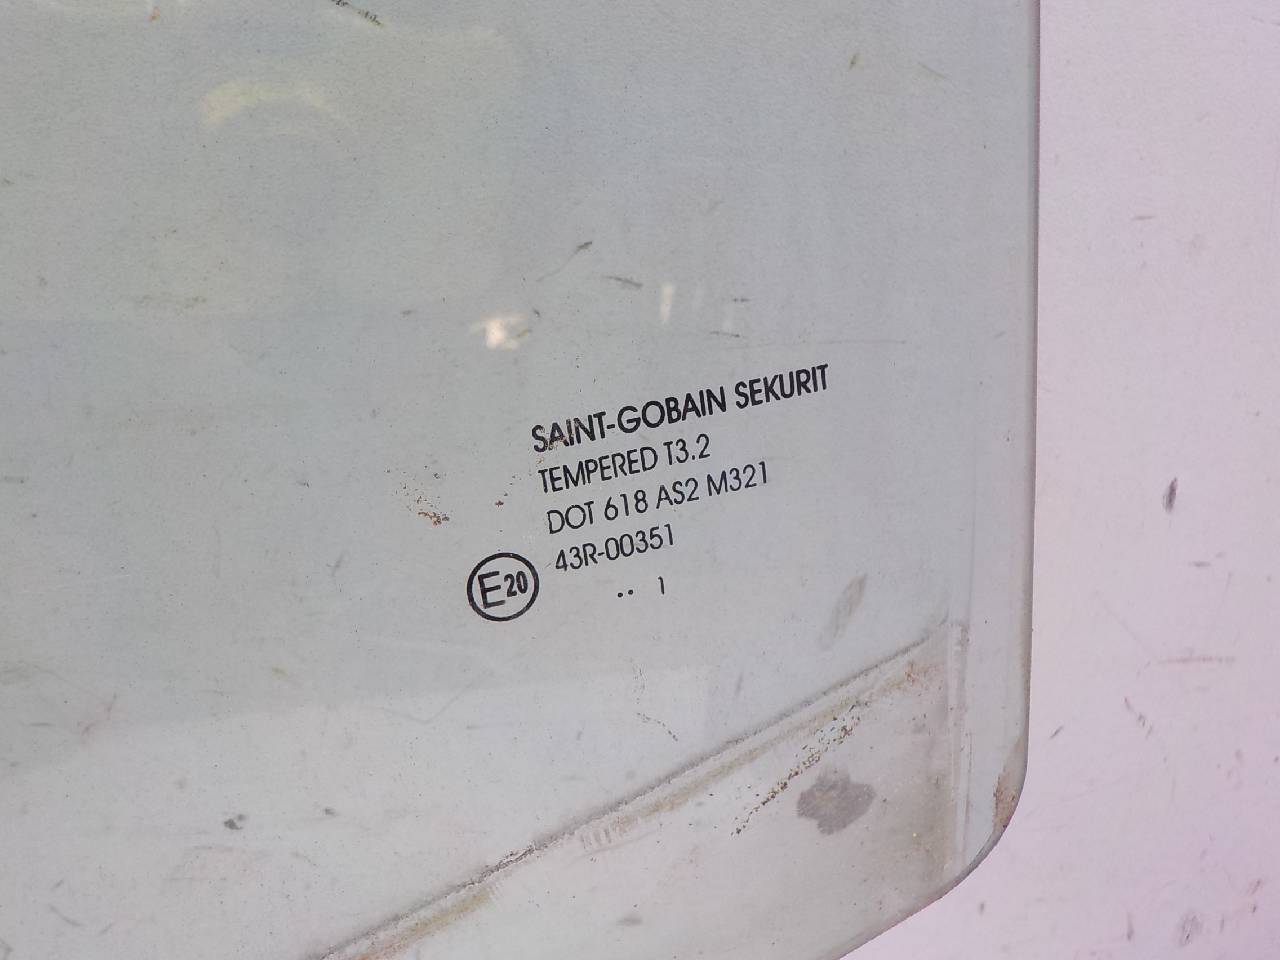 SAINT-GOBAIN SEKURIT
TEMPERED T3.2
DOT 618 AS2 M321
43R-00351
E20
.. 1